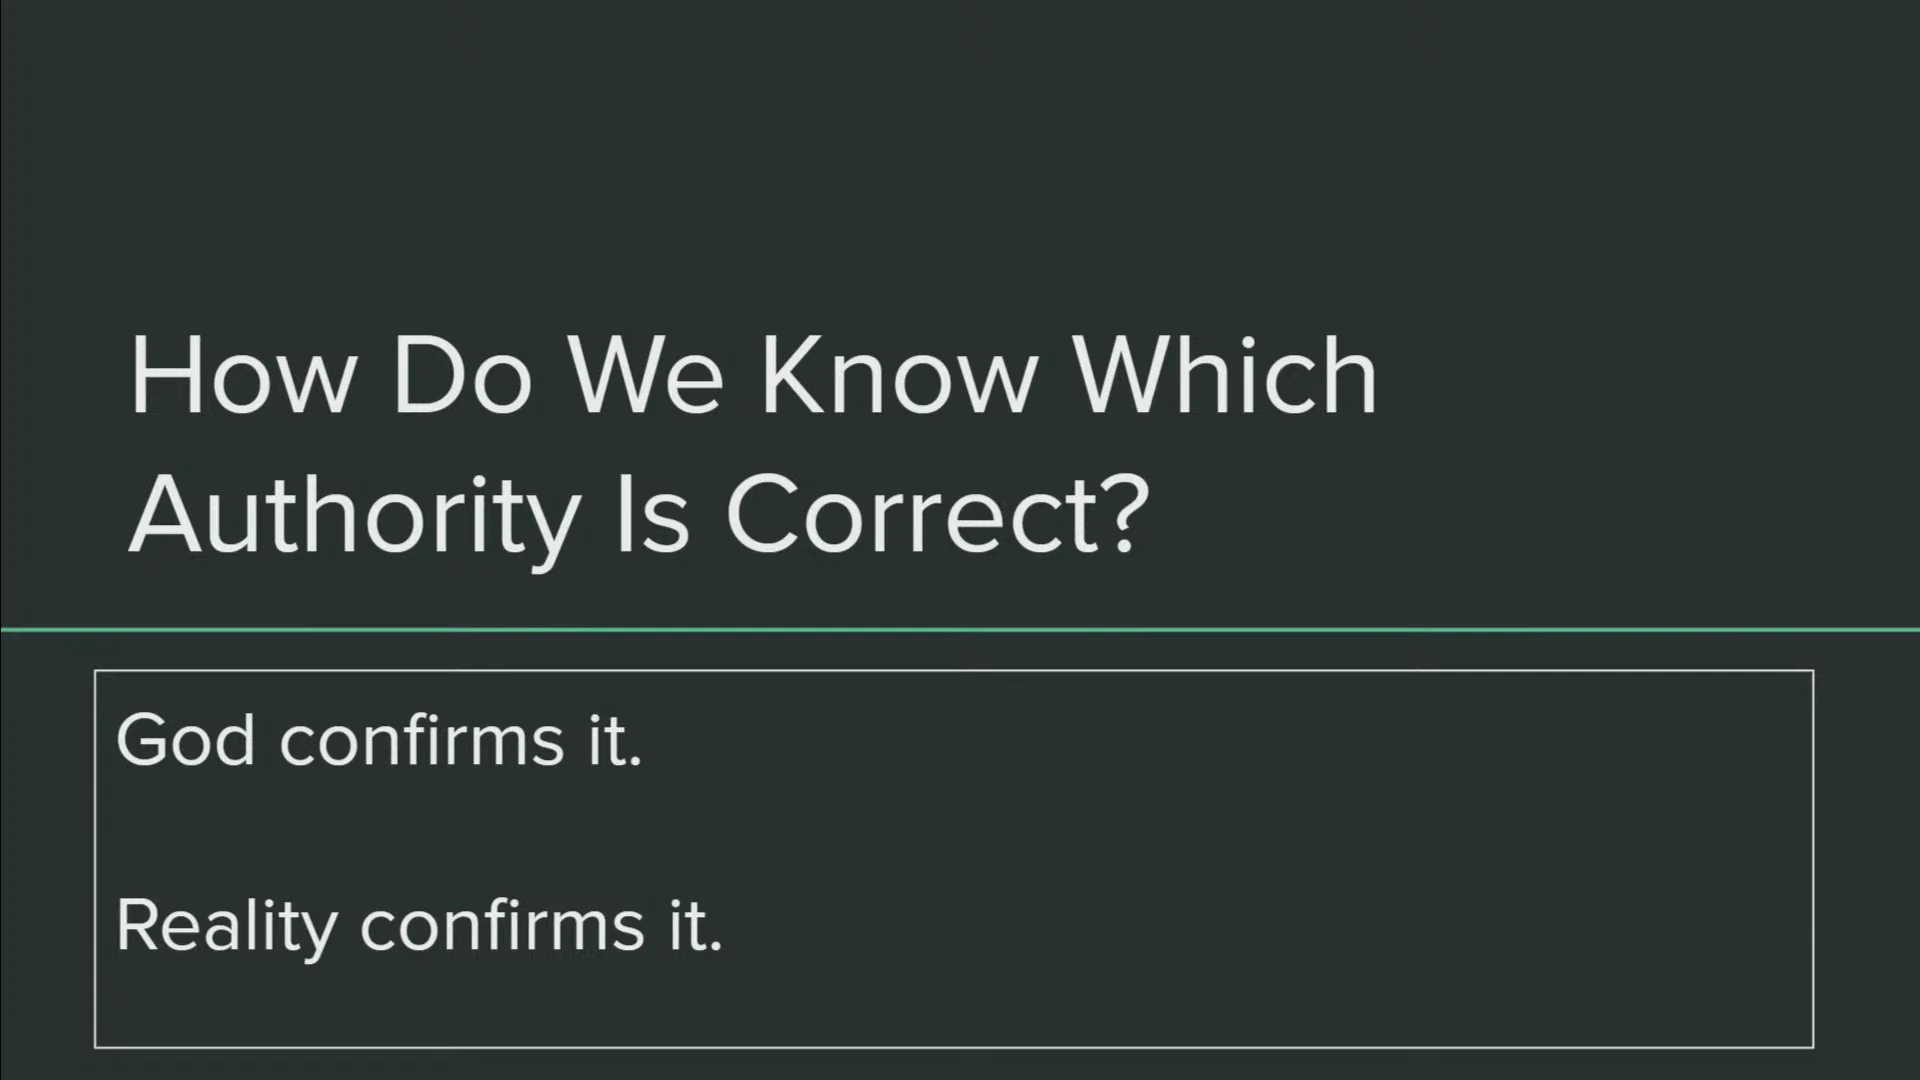 How Do We Know Which
Authority Is Correct?
God confirms it.
Reality confirms it.